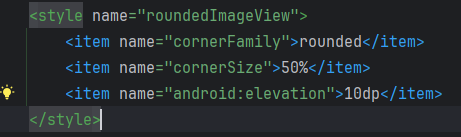 <style name="roundedImageView">
<item name="cornerFamily">rounded</item>
<item name="cornerSize">50%</item>
<item name="android:elevation">10dp</item>
</style>